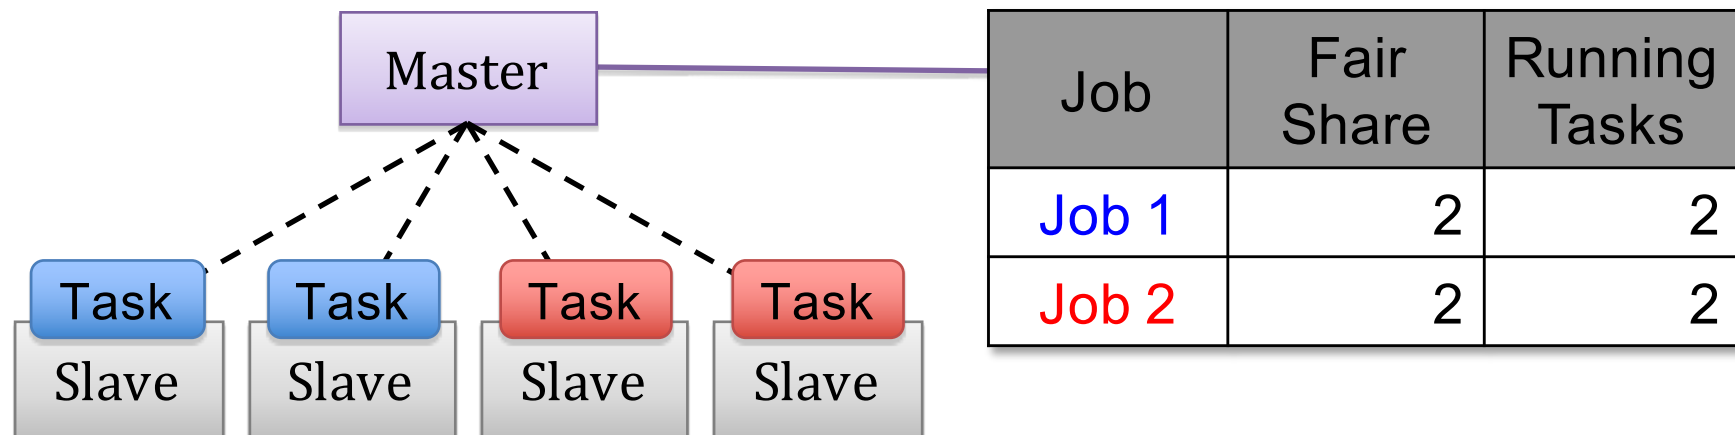 Master
Task Task Task Task
Slave Slave Slave Slave
Job Fair Share Running Tasks
Job 1 2 2
Job 2 2 2